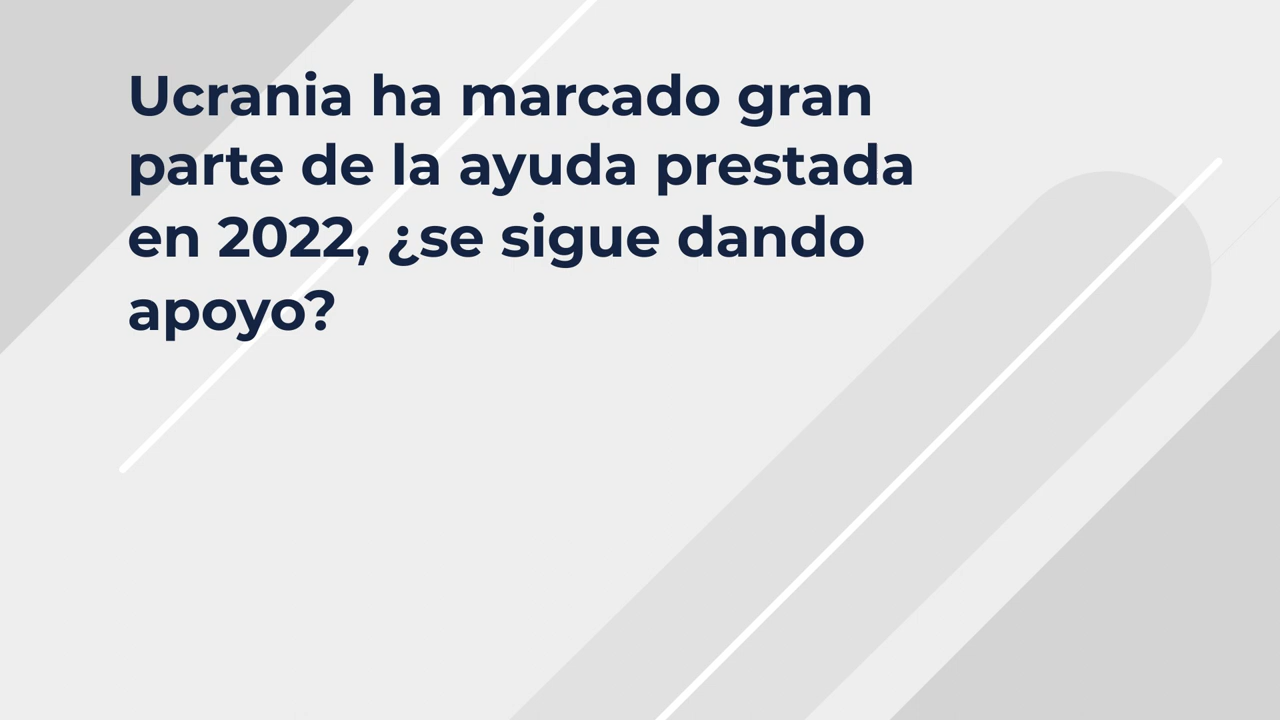 Ucrania ha marcado gran
parte de la ayuda prestada
en 2022, ¿se sigue dando
apoyo?